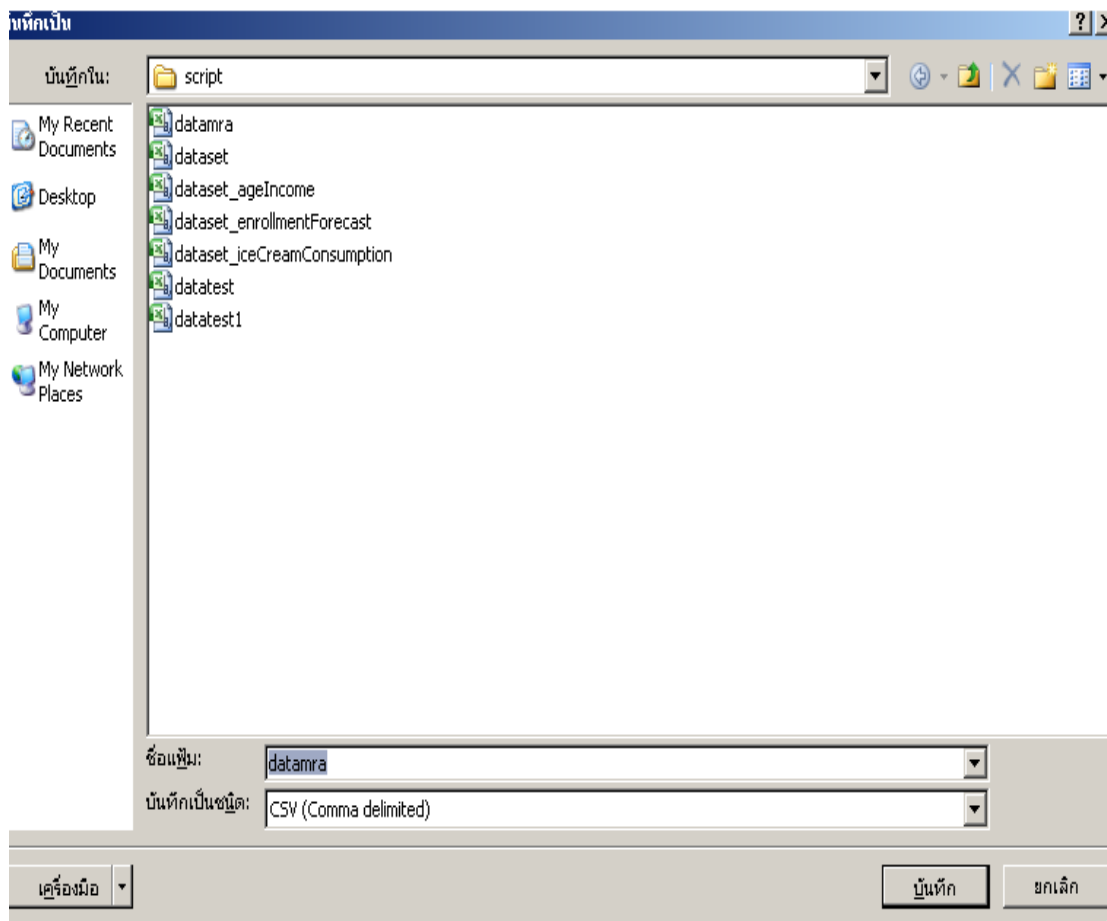 บันทึกเป็น
บันทึกใน:
script
My Recent
Documents
Desktop
My
Documents
My
Computer
My Network
Places
datamra
dataset
dataset_ageIncome
dataset_enrollmentForecast
dataset_iceCreamConsumption
datatest
datatest1
ชื่อแฟ้ม:
datamra
บันทึกเป็นชนิด:
CSV (Comma delimited)
เครื่องมือ
บันทึก
ยกเลิก